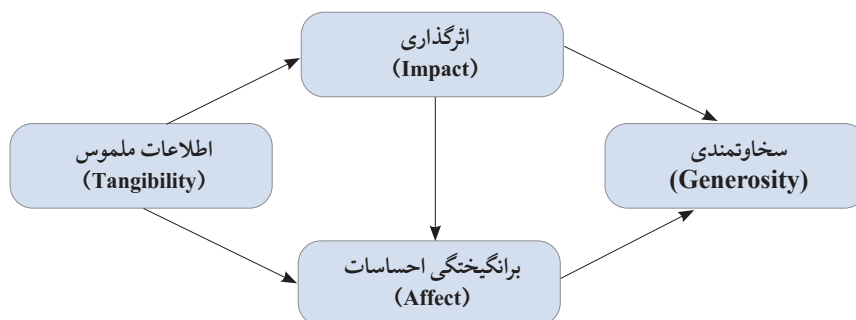 اثرگذاری
(Impact)
اطلاعات ملموس
(Tangibility)
سخاوتمندی
(Generosity)
برانگیختگی احساسات
(Affect)